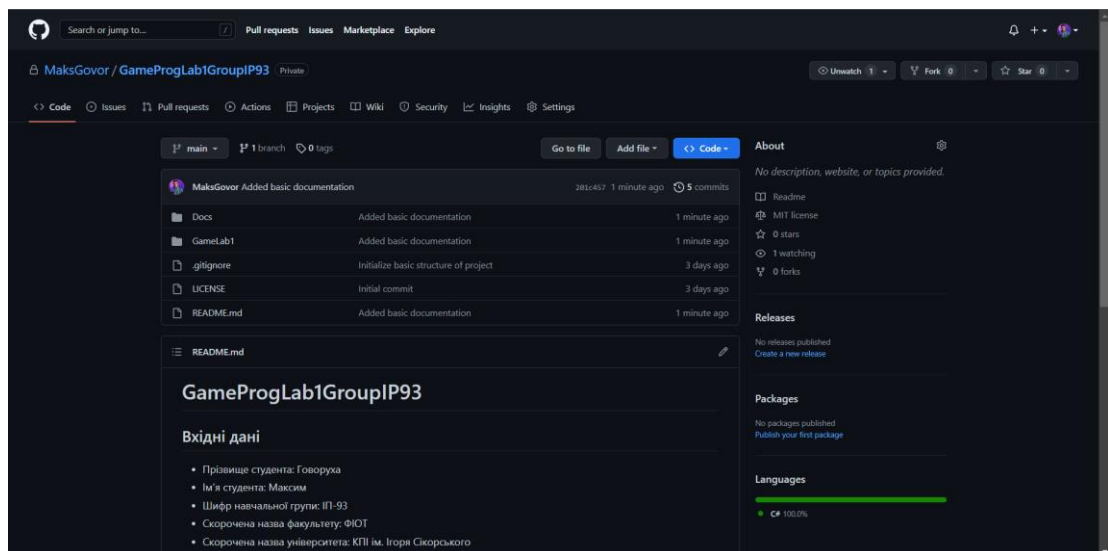 Search or jump to... / Pull requests Issues Marketplace Explore
MaksGovor / GameProgLab1GroupIP93 Private
Unwatch 1 Fork 0 Star 0
Code Issues Pull requests Actions Projects Wiki Security Insights Settings
main 1 branch 0 tags Go to file Add file Code
MaksGovor Added basic documentation 201c457 1 minute ago 5 commits
Docs Added basic documentation 1 minute ago
GameLab1 Added basic documentation 1 minute ago
.gitignore Initialize basic structure of project 3 days ago
LICENSE Initial commit 3 days ago
README.md Added basic documentation 1 minute ago
README.md
GameProgLab1GroupIP93
Вхідні дані
• Прізвище студента: Говоруха
• Ім'я студента: Максим
• Шифр навчальної групи: ІП-93
• Скорочена назва факультету: ФІОТ
• Скорочена назва університета: КПІ ім. Ігоря Сікорського
About
No description, website, or topics provided.
Readme
MIT license
0 stars
1 watching
0 forks
Releases
No releases published
Create a new release
Packages
No packages published
Publish your first package
Languages
C# 100.0%